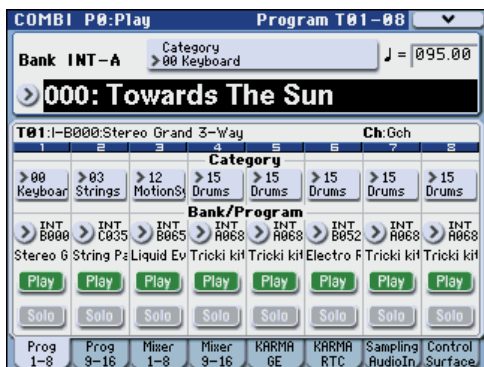 COMBI P0:Play Program T01-08
Bank INT-A Category >00 Keyboard ♩= 095.00
000: Towards The Sun
T01:I-B000:Stereo Grand 3-Way Ch:Gch
1 2 3 4 5 6 7 8
Category
>00 >03 >12 >15 >15 >15 >15 >15
Keyboar Strings MotionSy Drums Drums Drums Drums Drums
Bank/Program
INT INT INT INT INT INT INT INT
B000 C035 B065 A068 A068 B052 A068 A068
Stereo G String Pa Liquid Ev Tricki kit Tricki kit Electro F Tricki kit Tricki kit
Play Play Play Play Play Play Play Play
Solo Solo Solo Solo Solo Solo Solo Solo
Prog Prog Mixer Mixer KARMA KARMA Sampling Control
1-8 9-16 1-8 9-16 GE RTC AudioIn Surface